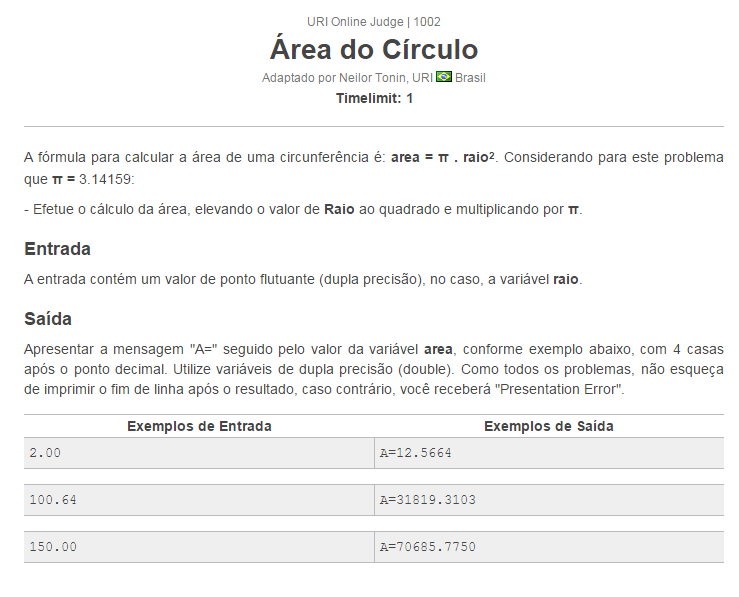 URI Online Judge | 1002
Área do Círculo
Adaptado por Neilor Tonin, URI Brasil
Timelimit: 1
A fórmula para calcular a área de uma circunferência é: area = π . raio². Considerando para este problema
que π = 3.14159:
- Efetue o cálculo da área, elevando o valor de Raio ao quadrado e multiplicando por π.
Entrada
A entrada contém um valor de ponto flutuante (dupla precisão), no caso, a variável raio.
Saída
Apresentar a mensagem "A=" seguido pelo valor da variável area, conforme exemplo abaixo, com 4 casas
após o ponto decimal. Utilize variáveis de dupla precisão (double). Como todos os problemas, não esqueça
de imprimir o fim de linha após o resultado, caso contrário, você receberá "Presentation Error".
Exemplos de Entrada Exemplos de Saída
2.00 A=12.5664
100.64 A=31819.3103
150.00 A=70685.7750